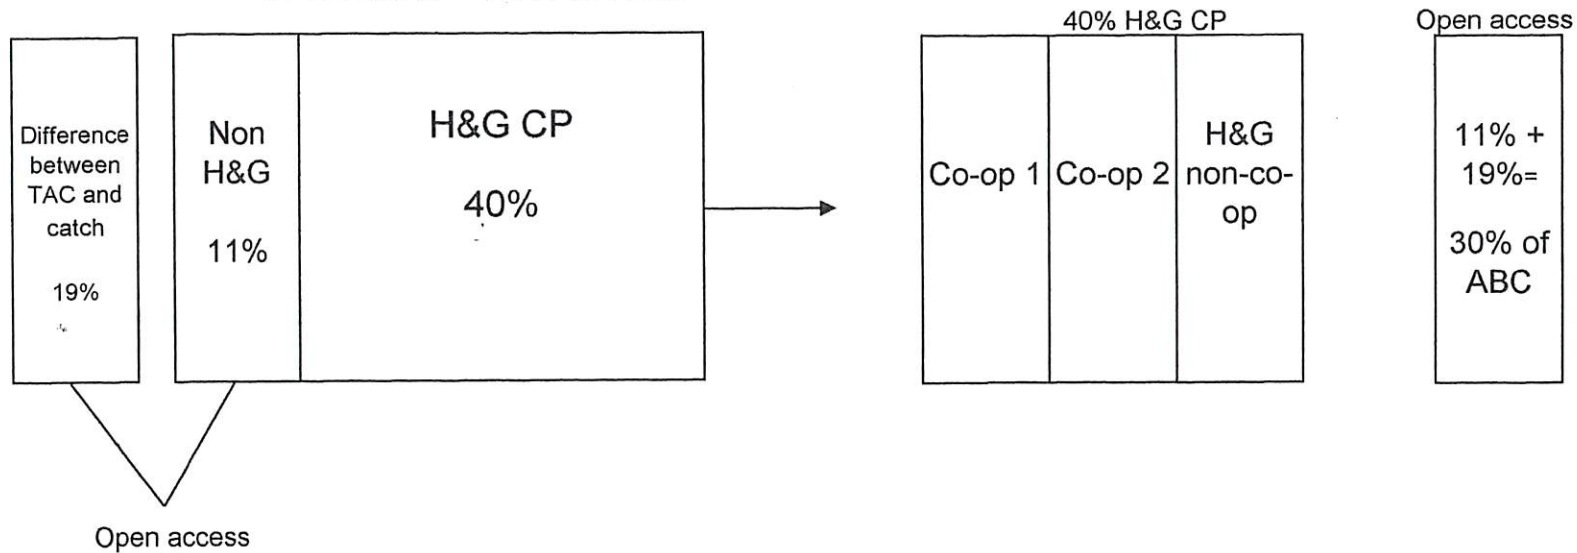 Difference
between
TAC and
catch
19%
Non
H&G
11%
H&G CP
40%
Open access
40% H&G CP
Co-op 1
Co-op 2
H&G
non-co-
op
Open access
11% +
19%=
30% of
ABC